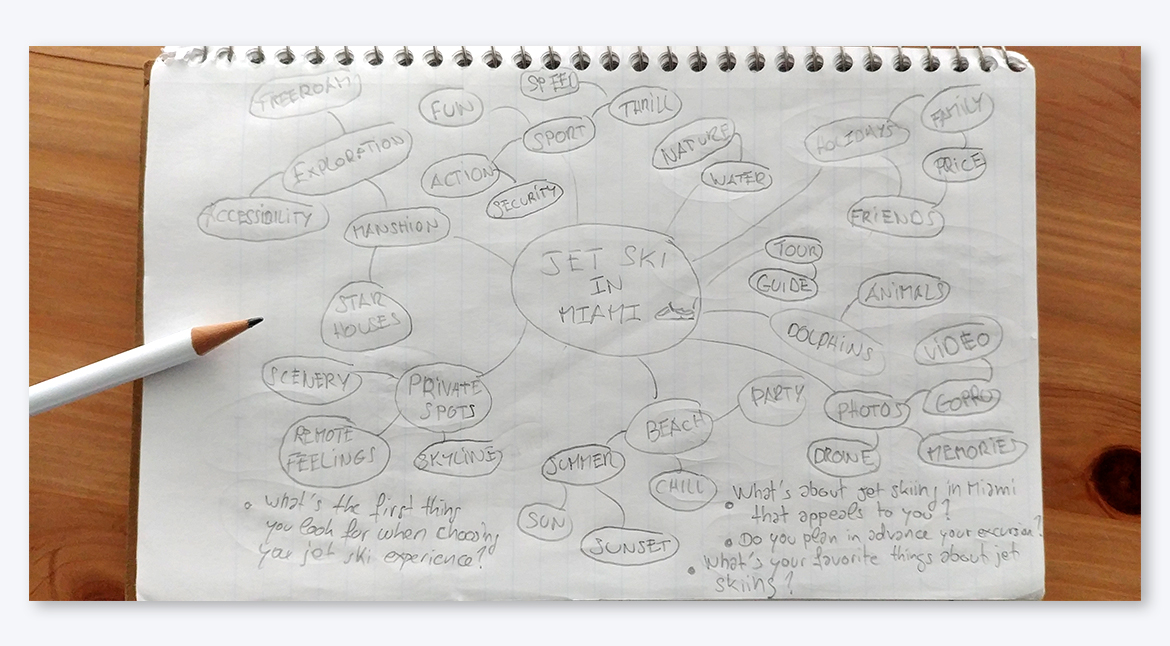 FREEROAM
EXPLORATION
ACCESSIBILITY
MANSHION
STAR
HOUSES
FUN
SPEED
THRILL
SPORT
ACTION
SECURITY
NATURE
WATER
HOLIDAYS
FAMILY
PRICE
FRIENDS
JET SKI
IN
MIAMI
TOUR
GUIDE
ANIMALS
DOLPHAINS
VIDEO
GOPRO
PHOTOS
DRONE
MEMORIES
SCENERY
PRIVATE
SPOTS
REMOTE
FEELINGS
SKYLINE
BEACH
PARTY
SUMMER
CHILL
SUN
SUNSET
• What's the first thing
you look for when choosing
your jet ski experience?
• What's about jet skiing in Miami
that appeals to you?
• Do you plan in advance your excursion?
• What's your favorite things about jet
skiing?